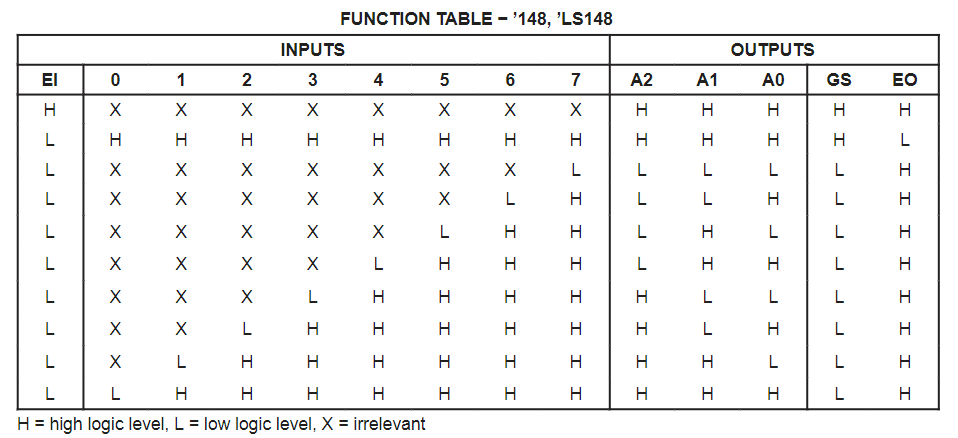 FUNCTION TABLE − ’148, ’LS148
INPUTS OUTPUTS
EI 0 1 2 3 4 5 6 7 A2 A1 A0 GS EO
H X X X X X X X X H H H H H
L H H H H H H H H H H H H L
L X X X X X X X L L L L L H
L X X X X X X L H L L H L H
L X X X X X L H H L H L L H
L X X X X L H H H L H H L H
L X X X L H H H H H L L L H
L X X L H H H H H H L H L H
L X L H H H H H H H H L L H
L L H H H H H H H H H H L H
H = high logic level, L = low logic level, X = irrelevant